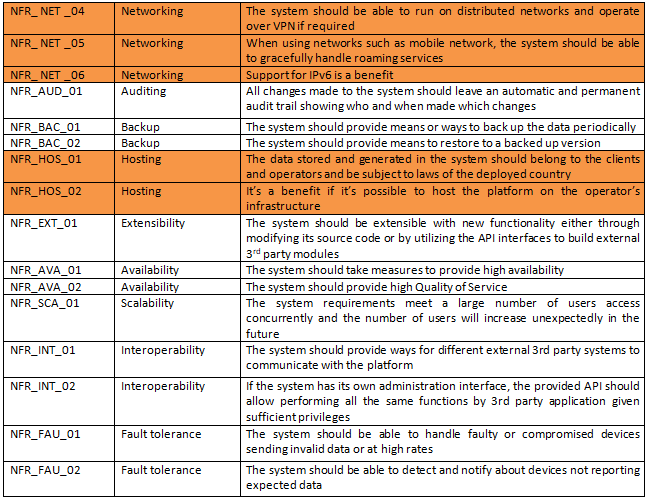 NFR_ NET _04 Networking The system should be able to run on distributed networks and operate
over VPN if required
NFR_ NET _05 Networking When using networks such as mobile network, the system should be able
to gracefully handle roaming services
NFR_ NET _06 Networking Support for IPv6 is a benefit
NFR_AUD_01 Auditing All changes made to the system should leave an automatic and permanent
audit trail showing who and when made which changes
NFR_BAC_01 Backup The system should provide means or ways to back up the data periodically
NFR_BAC_02 Backup The system should provide means to restore to a backed up version
NFR_HOS_01 Hosting The data stored and generated in the system should belong to the clients
and operators and be subject to laws of the deployed country
NFR_HOS_02 Hosting It's a benefit if it's possible to host the platform on the operator's
infrastructure
NFR_EXT_01 Extensibility The system should be extensible with new functionality either through
modifying its source code or by utilizing the API interfaces to build external
3rd party modules
NFR_AVA_01 Availability The system should take measures to provide high availability
NFR_AVA_02 Availability The system should provide high Quality of Service
NFR_SCA_01 Scalability The system requirements meet a large number of users access
concurrently and the number of users will increase unexpectedly in the
future
NFR_INT_01 Interoperability The system should provide ways for different external 3rd party systems to
communicate with the platform
NFR_INT_02 Interoperability If the system has its own administration interface, the provided API should
allow performing all the same functions by 3rd party application given
sufficient privileges
NFR_FAU_01 Fault tolerance The system should be able to handle faulty or compromised devices
sending invalid data or at high rates
NFR_FAU_02 Fault tolerance The system should be able to detect and notify about devices not reporting
expected data